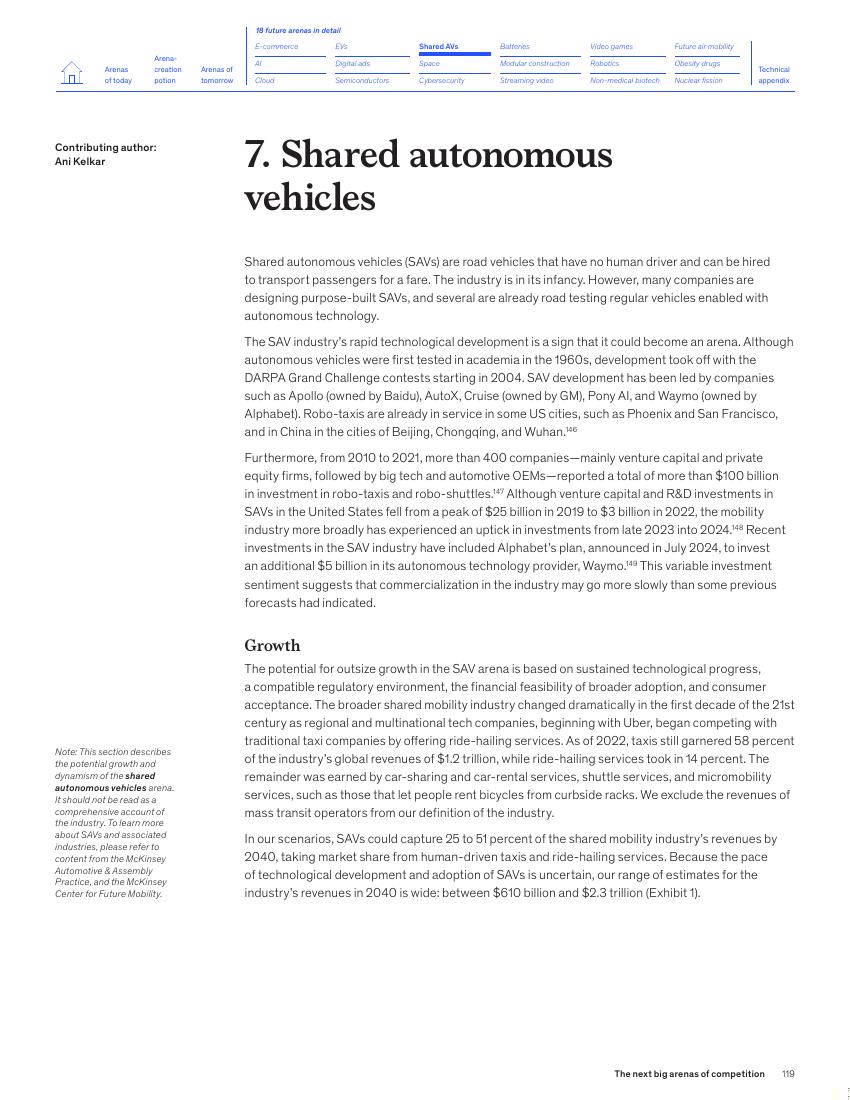 18 future arenas in detail
Arenas
of today
Arena-
creation
potion
Arenas of
tomorrow
E-commerce
EVs
Shared AVs
Batteries
Video games
Future air mobility
AI
Digital ads
Space
Modular construction
Robotics
Obesity drugs
Cloud
Semiconductors
Cybersecurity
Streaming video
Non-medical biotech
Nuclear fission
Technical
appendix
Contributing author:
Ani Kelkar
7. Shared autonomous
vehicles
Shared autonomous vehicles (SAVs) are road vehicles that have no human driver and can be hired
to transport passengers for a fare. The industry is in its infancy. However, many companies are
designing purpose-built SAVs, and several are already road testing regular vehicles enabled with
autonomous technology.
The SAV industry’s rapid technological development is a sign that it could become an arena. Although
autonomous vehicles were first tested in academia in the 1960s, development took off with the
DARPA Grand Challenge contests starting in 2004. SAV development has been led by companies
such as Apollo (owned by Baidu), AutoX, Cruise (owned by GM), Pony AI, and Waymo (owned by
Alphabet). Robo-taxis are already in service in some US cities, such as Phoenix and San Francisco,
and in China in the cities of Beijing, Chongqing, and Wuhan.146
Furthermore, from 2010 to 2021, more than 400 companies—mainly venture capital and private
equity firms, followed by big tech and automotive OEMs—reported a total of more than $100 billion
in investment in robo-taxis and robo-shuttles.147 Although venture capital and R&D investments in
SAVs in the United States fell from a peak of $25 billion in 2019 to $3 billion in 2022, the mobility
industry more broadly has experienced an uptick in investments from late 2023 into 2024.148 Recent
investments in the SAV industry have included Alphabet’s plan, announced in July 2024, to invest
an additional $5 billion in its autonomous technology provider, Waymo.149 This variable investment
sentiment suggests that commercialization in the industry may go more slowly than some previous
forecasts had indicated.
Growth
The potential for outsize growth in the SAV arena is based on sustained technological progress,
a compatible regulatory environment, the financial feasibility of broader adoption, and consumer
acceptance. The broader shared mobility industry changed dramatically in the first decade of the 21st
century as regional and multinational tech companies, beginning with Uber, began competing with
traditional taxi companies by offering ride-hailing services. As of 2022, taxis still garnered 58 percent
of the industry’s global revenues of $1.2 trillion, while ride-hailing services took in 14 percent. The
remainder was earned by car-sharing and car-rental services, shuttle services, and micromobility
services, such as those that let people rent bicycles from curbside racks. We exclude the revenues of
mass transit operators from our definition of the industry.
In our scenarios, SAVs could capture 25 to 51 percent of the shared mobility industry’s revenues by
2040, taking market share from human-driven taxis and ride-hailing services. Because the pace
of technological development and adoption of SAVs is uncertain, our range of estimates for the
industry’s revenues in 2040 is wide: between $610 billion and $2.3 trillion (Exhibit 1).
Note: This section describes
the potential growth and
dynamism of the shared
autonomous vehicles arena.
It should not be read as a
comprehensive account of
the industry. To learn more
about SAVs and associated
industries, please refer to
content from the McKinsey
Automotive & Assembly
Practice, and the McKinsey
Center for Future Mobility.
The next big arenas of competition 119